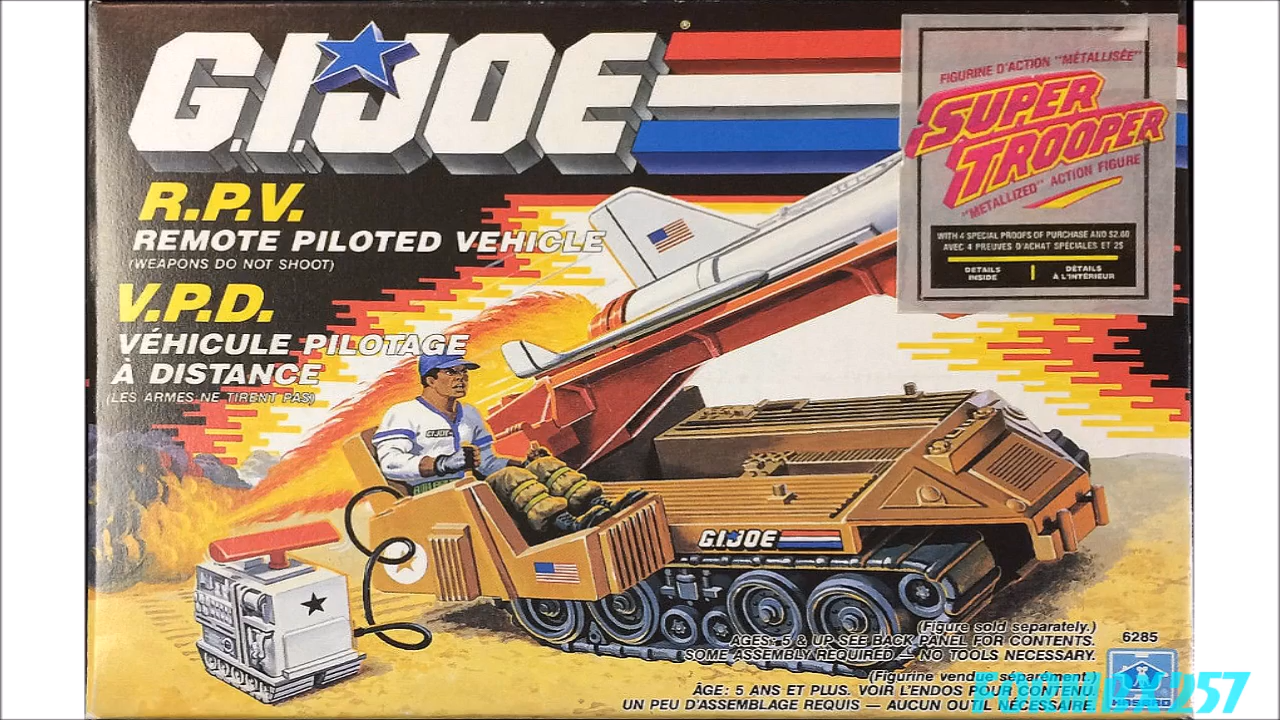 G.I.JOE
®
FIGURINE D'ACTION "MÉTALLISÉE"
SUPER
TROOPER
"METALLIZED" ACTION FIGURE
WITH 4 SPECIAL PROOFS OF PURCHASE AND $2.00
AVEC 4 PREUVES D'ACHAT SPÉCIALES ET 2$
DETAILS
INSIDE
DÉTAILS
À L'INTÉRIEUR
R.P.V.
REMOTE PILOTED VEHICLE
(WEAPONS DO NOT SHOOT)
V.P.D.
VÉHICULE PILOTAGE
À DISTANCE
(LES ARMES NE TIRENT PAS)
G.I.JOE
G.I.JOE
(Figure sold separately.)
AGES: 5 & UP SEE BACK PANEL FOR CONTENTS.
SOME ASSEMBLY REQUIRED — NO TOOLS NECESSARY.
6285
(Figurine vendue séparément.)
ÂGE: 5 ANS ET PLUS. VOIR L'ENDOS POUR CONTENU.
UN PEU D'ASSEMBLAGE REQUIS — AUCUN OUTIL NÉCESSAIRE.
HASBRO